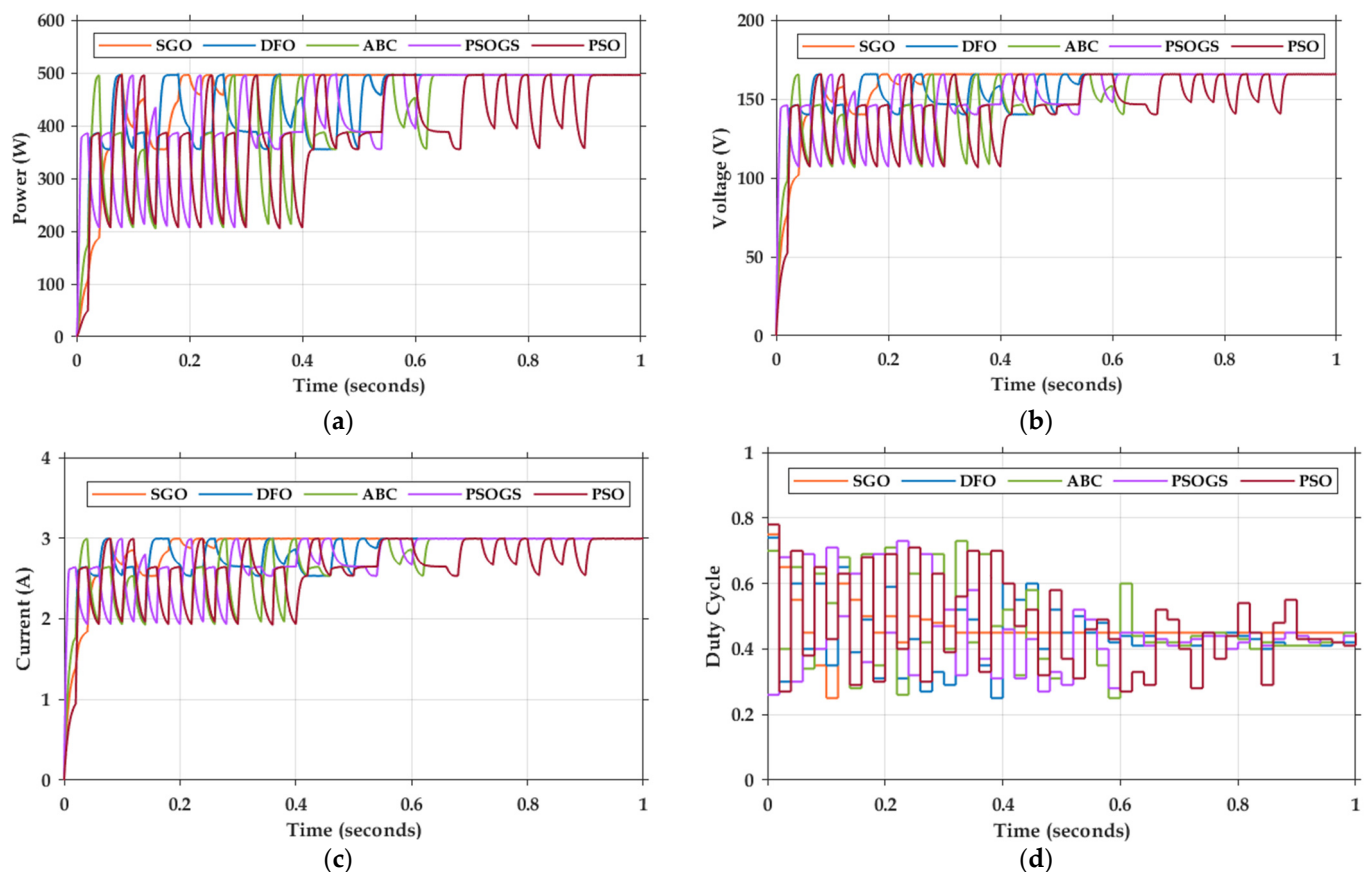 600
500
400
300
200
100
0
Power (W)
SGO DFO ABC PSOGS PSO
0 0.2 0.4 0.6 0.8 1
Time (seconds)
(a)
200
150
100
50
0
Voltage (V)
SGO DFO ABC PSOGS PSO
0 0.2 0.4 0.6 0.8 1
Time (seconds)
(b)
4
3
2
1
0
Current (A)
SGO DFO ABC PSOGS PSO
0 0.2 0.4 0.6 0.8 1
Time (seconds)
(c)
1
0.8
0.6
0.4
0.2
0
Duty Cycle
SGO DFO ABC PSOGS PSO
0 0.2 0.4 0.6 0.8 1
Time (seconds)
(d)